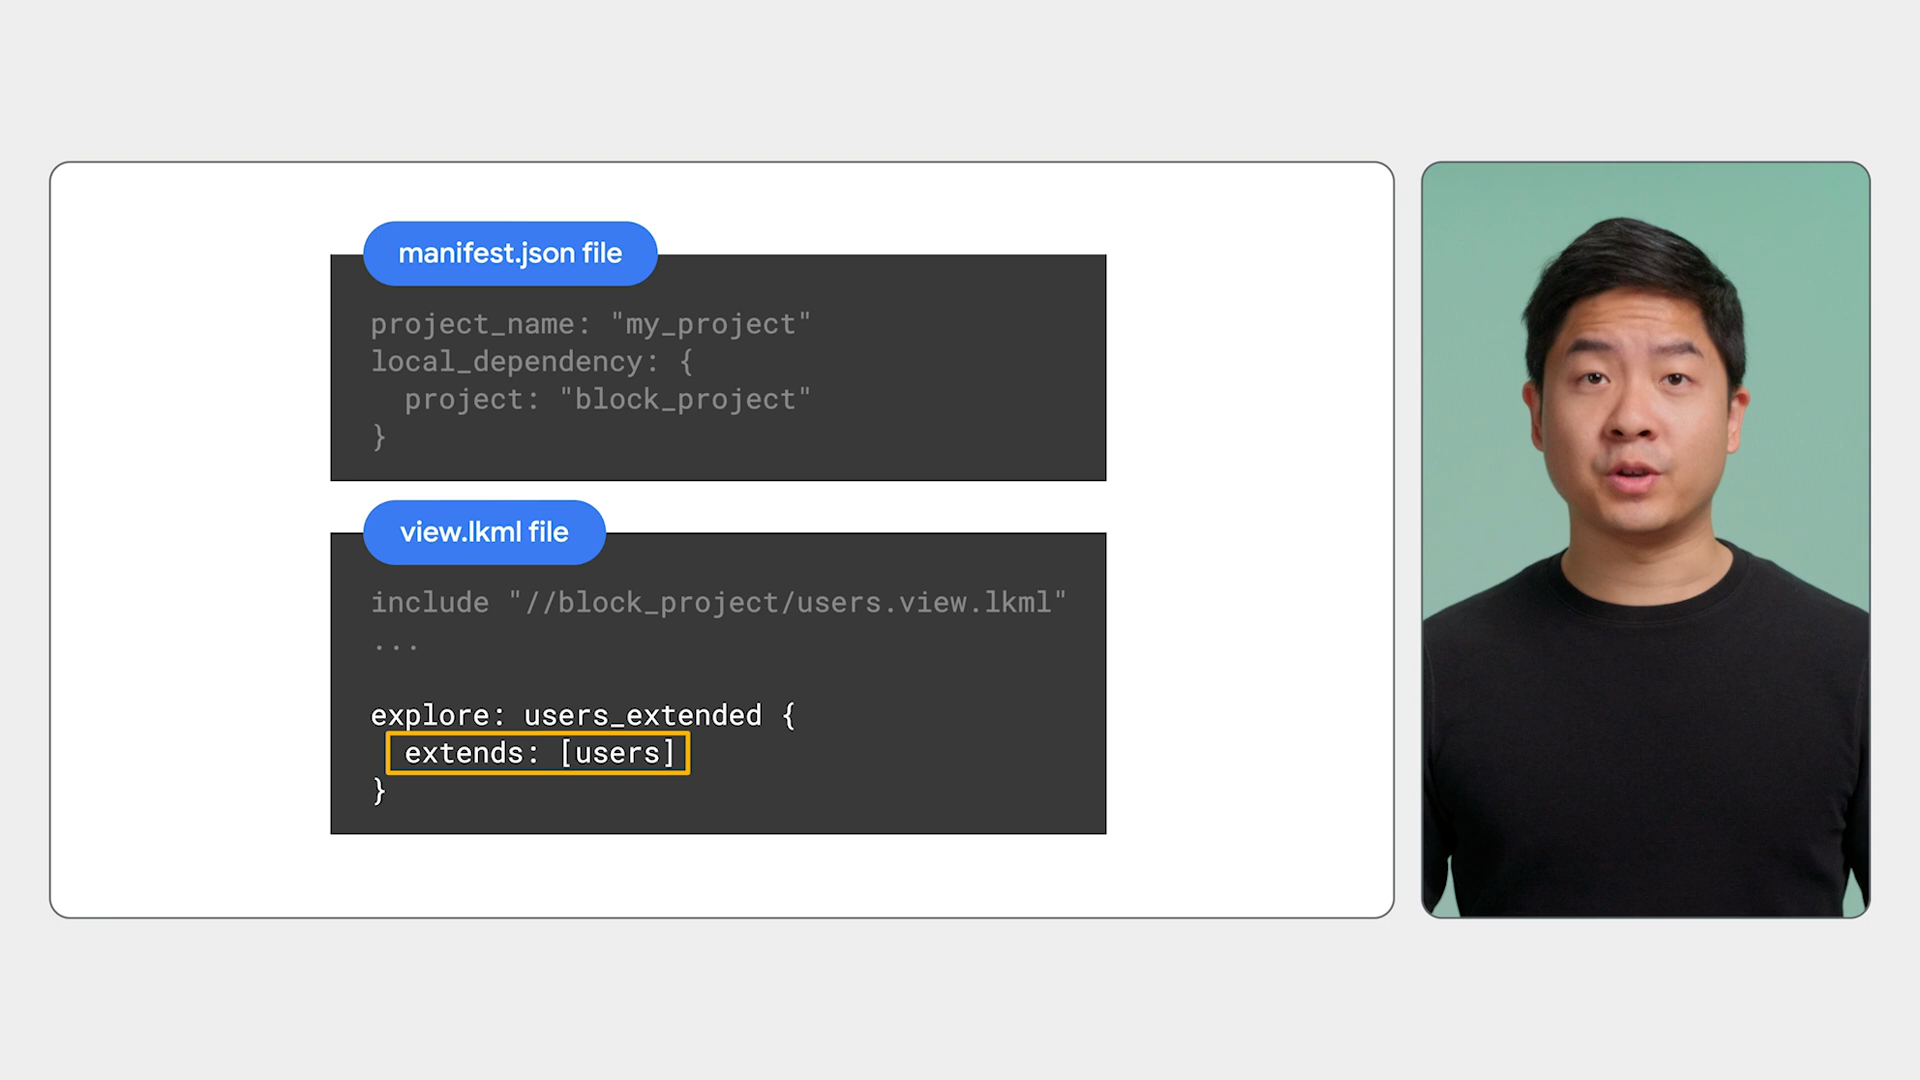 manifest.json file
project_name: "my_project"
local_dependency: {
  project: "block_project"
}
view.lkml file
include "//block_project/users.view.lkml"
...
explore: users_extended {
  extends: [users]
}